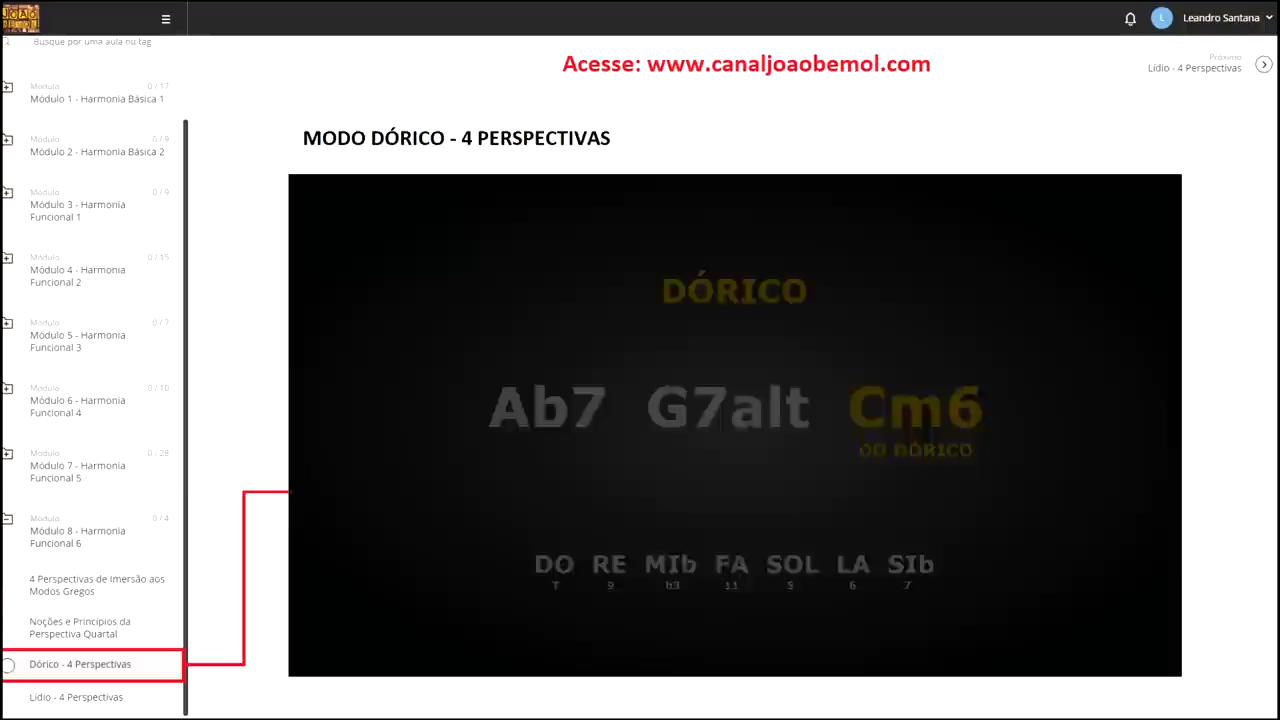 JOÃO
BEMOL
Leandro Santana
Busque por uma aula ou tag
Acesse: www.canaljoaobemol.com
Próximo
Lídio - 4 Perspectivas
Módulo 0 / 17
Módulo 1 - Harmonia Básica 1
Módulo 0 / 9
Módulo 2 - Harmonia Básica 2
Módulo 0 / 9
Módulo 3 - Harmonia
Funcional 1
Módulo 0 / 15
Módulo 4 - Harmonia
Funcional 2
Módulo 0 / 7
Módulo 5 - Harmonia
Funcional 3
Módulo 0 / 10
Módulo 6 - Harmonia
Funcional 4
Módulo 0 / 28
Módulo 7 - Harmonia
Funcional 5
Módulo 0 / 4
Módulo 8 - Harmonia
Funcional 6
4 Perspectivas de Imersão aos
Modos Gregos
Noções e Princípios da
Perspectiva Quartal
Dórico - 4 Perspectivas
Lídio - 4 Perspectivas
MODO DÓRICO - 4 PERSPECTIVAS
DÓRICO
Ab7 G7alt Cm6
DO DÓRICO
DO RE MIb FA SOL LA SIb
T 9 b3 11 5 6 7